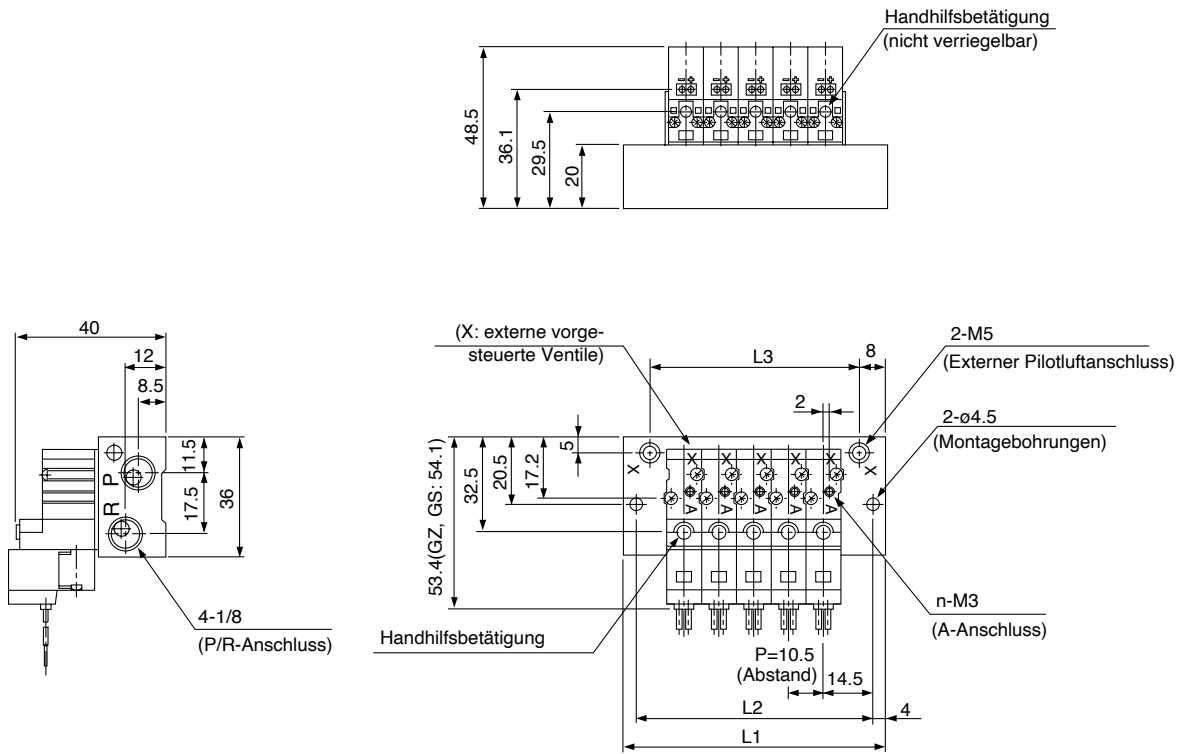 Handhilfsbetätigung
(nicht verriegelbar)
48.5
36.1
29.5
20
40
12
8.5
11.5
17.5
36
P
R
4-1/8
(P/R-Anschluss)
(X: externe vorge-
steuerte Ventile)
L3
8
2-M5
(Externer Pilotluftanschluss)
2
2-ø4.5
(Montagebohrungen)
5
17.2
20.5
32.5
53.4(GZ, GS: 54.1)
X
X X X X X
X
A A A A A
n-M3
(A-Anschluss)
Handhilfsbetätigung
P=10.5
(Abstand)
14.5
L2
4
L1